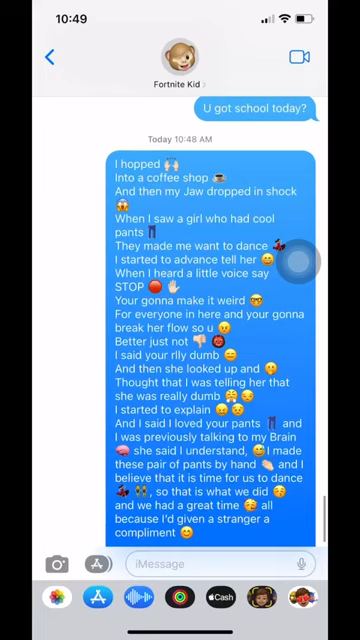 10:49
Fortnite Kid
U got school today?
Today 10:48 AM
I hopped 🙌🏻
Into a coffee shop ☕
And then my Jaw dropped in shock
😱
When I saw a girl who had cool
pants 👖
They made me want to dance 💃
I started to advance tell her 😄
When I heard a little voice say
STOP 🛑 ✋🏻
Your gonna make it weird 🤓
For everyone in here and your gonna
break her flow so u 😠
Better just not 👎🏻 👹
I said your rlly dumb 😑
And then she looked up and 🫢
Thought that I was telling her that
she was really dumb 😤 😔
I started to explain 😖 😣
And I said I loved your pants 👖 and
I was previously talking to my Brain
🧠 she said I understand, 😅I made
these pair of pants by hand 👏🏻 and I
believe that it is time for us to dance
💃 👯, so that is what we did 😚
and we had a great time 😚 all
because I'd given a stranger a
compliment 😊
iMessage
Cash